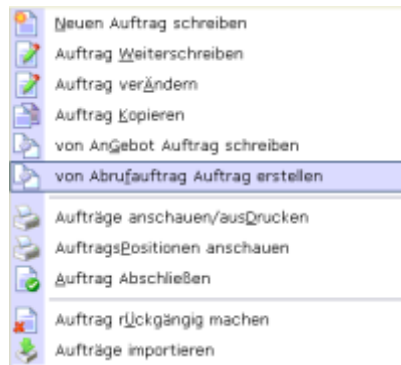 Neuen Auftrag schreiben
Auftrag Weiterschreiben
Auftrag verÄndern
Auftrag Kopieren
von AnGebot Auftrag schreiben
von Abrufauftrag Auftrag erstellen
Aufträge anschauen/ausDrucken
AuftragsPositionen anschauen
Auftrag Abschließen
Auftrag rÜckgängig machen
Aufträge importieren